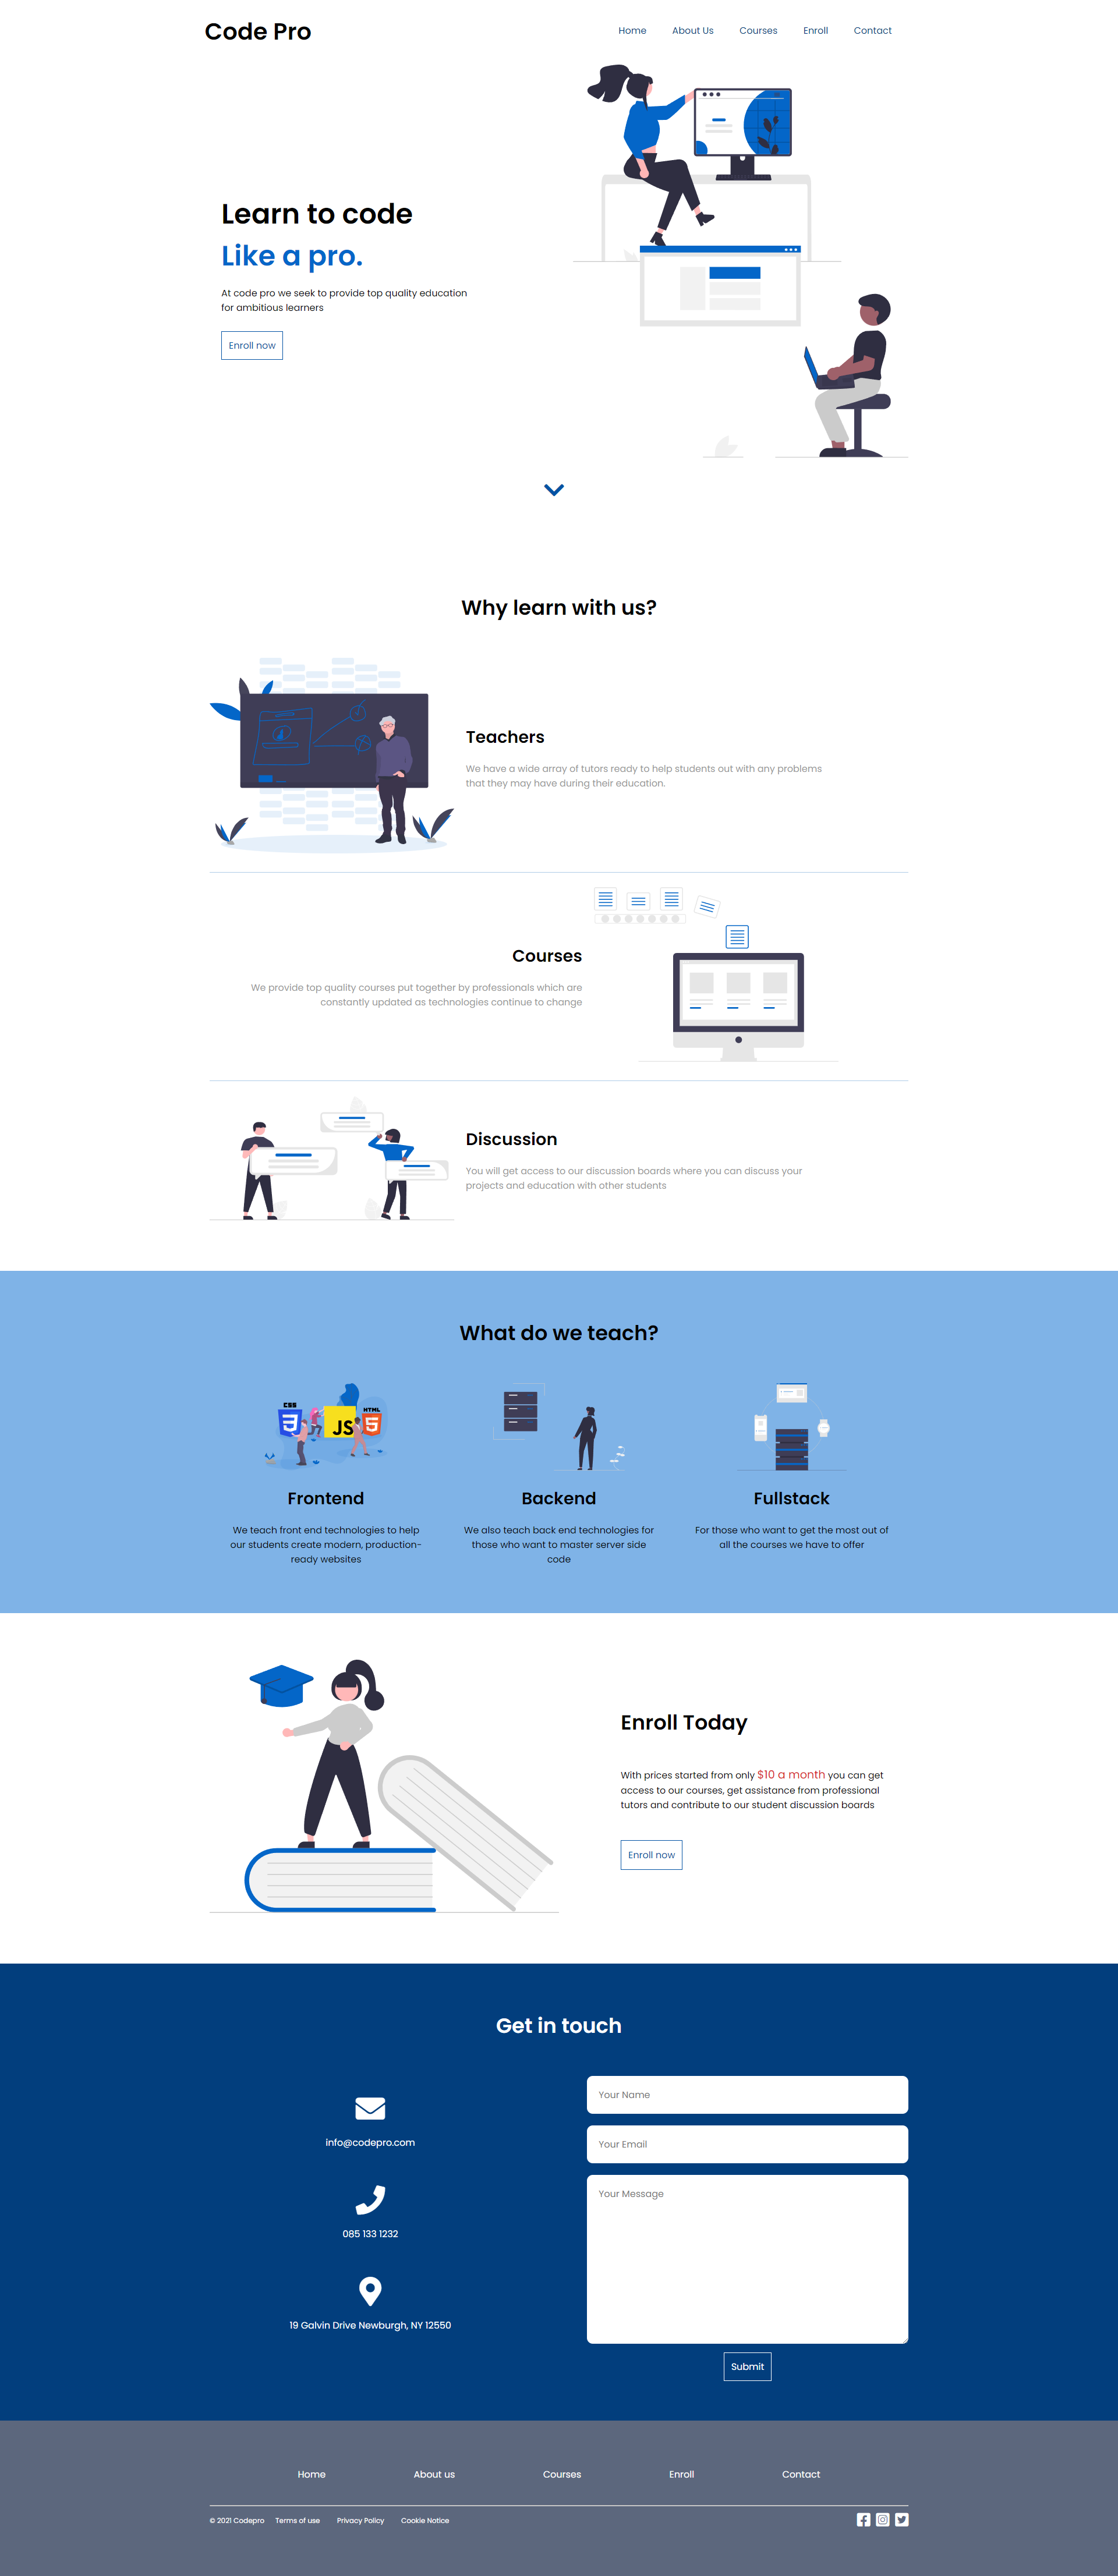 Code Pro
Home
About Us
Courses
Enroll
Contact
Learn to code
Like a pro.
At code pro we seek to provide top quality education
for ambitious learners
Enroll now
Why learn with us?
Teachers
We have a wide array of tutors ready to help students out with any problems
that they may have during their education.
Courses
We provide top quality courses put together by professionals which are
constantly updated as technologies continue to change
Discussion
You will get access to our discussion boards where you can discuss your
projects and education with other students
What do we teach?
CSS
JS
HTML
Frontend
We teach front end technologies to help
our students create modern, production-
ready websites
Backend
We also teach back end technologies for
those who want to master server side
code
Fullstack
For those who want to get the most out of
all the courses we have to offer
Enroll Today
With prices started from only $10 a month you can get
access to our courses, get assistance from professional
tutors and contribute to our student discussion boards
Enroll now
Get in touch
info@codepro.com
085 133 1232
19 Galvin Drive Newburgh, NY 12550
Your Name
Your Email
Your Message
Submit
Home
About us
Courses
Enroll
Contact
© 2021 Codepro
Terms of use
Privacy Policy
Cookie Notice